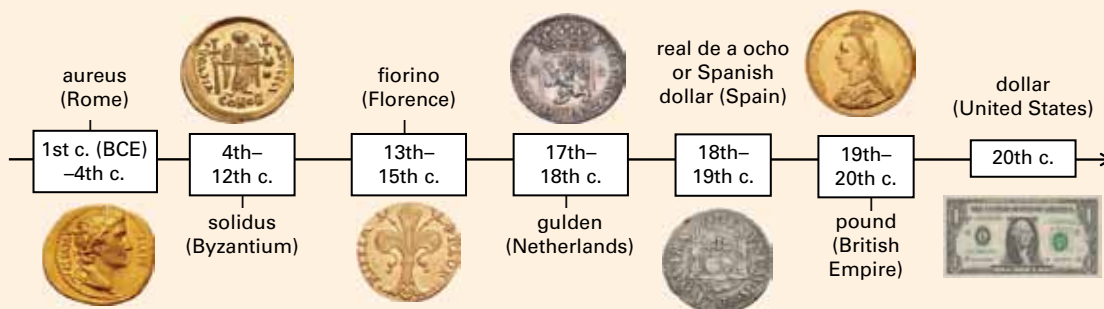 aureus
(Rome)
1st c. (BCE)
–4th c.
4th–
12th c.
solidus
(Byzantium)
fiorino
(Florence)
13th–
15th c.
17th–
18th c.
gulden
(Netherlands)
real de a ocho
or Spanish
dollar (Spain)
18th–
19th c.
19th–
20th c.
pound
(British
Empire)
dollar
(United States)
20th c.